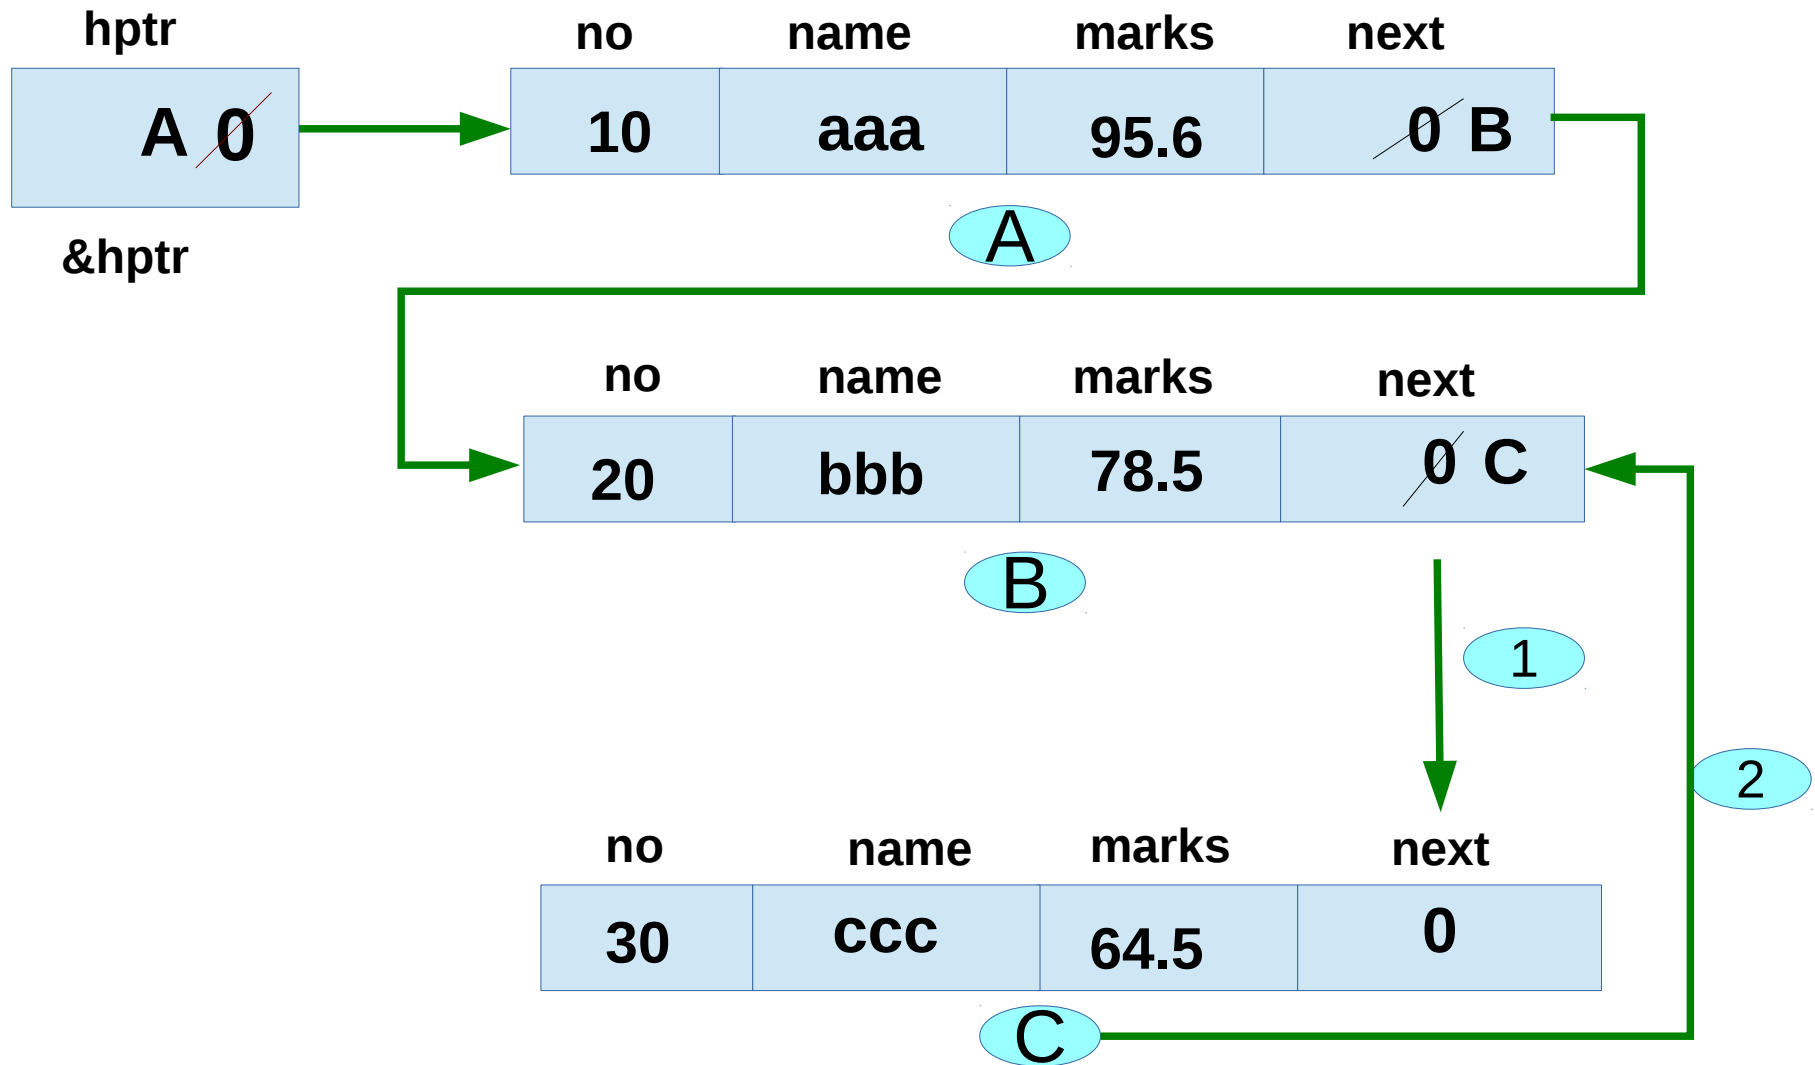 hptr
no name marks next
A 0
10 aaa 95.6 0 B
A
&hptr
no name marks next
20 bbb 78.5 0 C
B
1
2
no name marks next
30 ccc 64.5 0
C